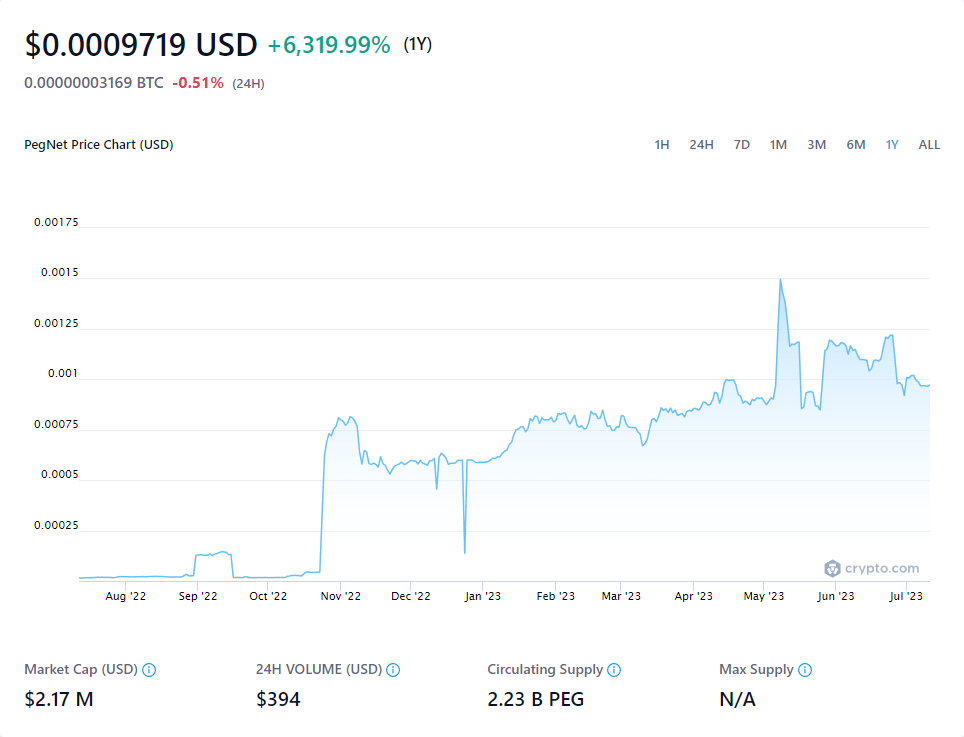 $0.0009719 USD +6,319.99% (1Y)
0.00000003169 BTC -0.51% (24H)
PegNet Price Chart (USD) 1H 24H 7D 1M 3M 6M 1Y ALL
0.00175
0.0015
0.00125
0.001
0.00075
0.0005
0.00025
crypto.com
Aug '22 Sep '22 Oct '22 Nov '22 Dec '22 Jan '23 Feb '23 Mar '23 Apr '23 May '23 Jun '23 Jul '23
Market Cap (USD) 24H VOLUME (USD) Circulating Supply Max Supply
$2.17 M $394 2.23 B PEG N/A